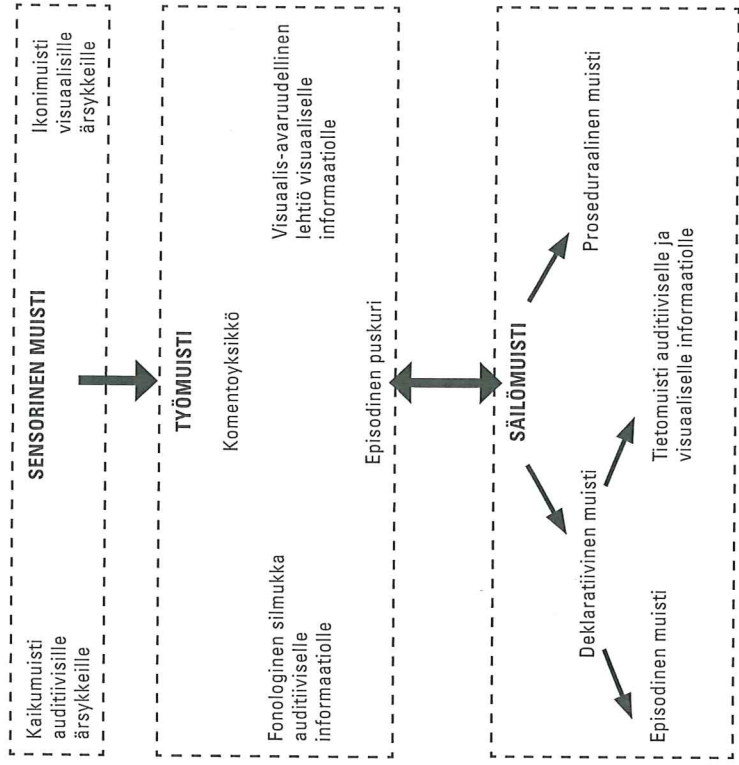 SENSORINEN MUISTI
Kaikumuisti
auditiivisille
ärsykkeille
Ikonimuisti
visuaalisille
ärsykkeille
TYÖMUISTI
Komentoyksikkö
Fonologinen silmukka
auditiiviselle
informaatiolle
Visuaalis-avaruudellinen
lehtiö visuaaliselle
informaatiolle
Episodinen puskuri
SÄILÖMUISTI
Deklaratiivinen muisti
Proseduraalinen muisti
Episodinen muisti
Tietomuisti auditiiviselle ja
visuaaliselle informaatiolle